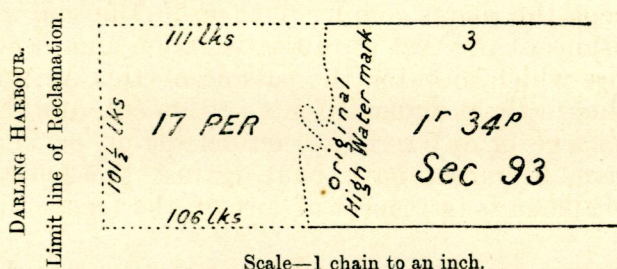 DARLING HARBOUR.
Limit line of Reclamation.
111 lks
101½ lks
17 PER
106 lks
original
High Water mark
3
1ʳ 34ᵖ
Sec 93
Scale—1 chain to an inch.